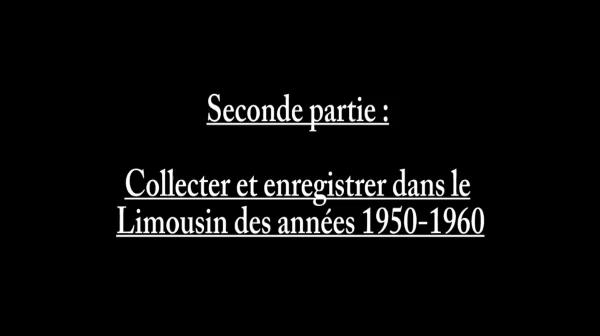 Seconde partie :
Collecter et enregistrer dans le
Limousin des années 1950-1960